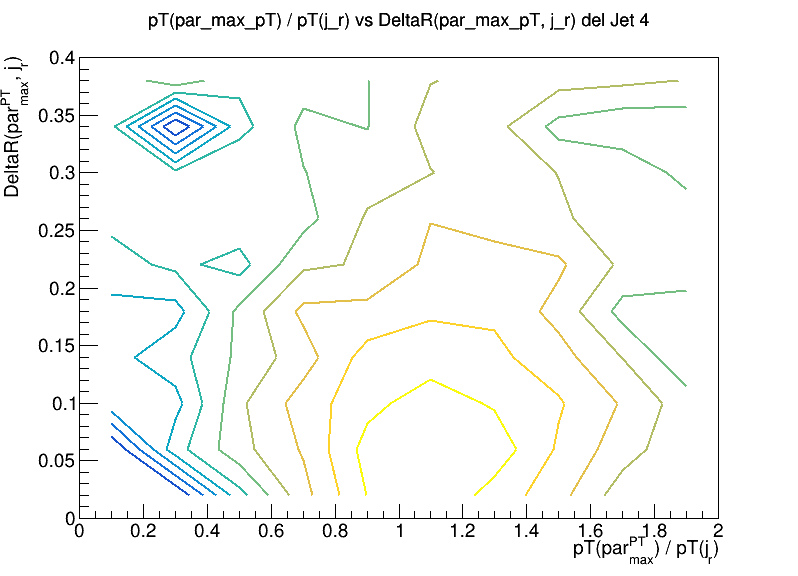 pT(par_max_pT) / pT(j_r) vs DeltaR(par_max_pT, j_r) del Jet 4
DeltaR(par^PT_max, j_r)
0.4
0.35
0.3
0.25
0.2
0.15
0.1
0.05
0
0 0.2 0.4 0.6 0.8 1 1.2 1.4 1.6 1.8 2
pT(par^PT_max) / pT(j_r)